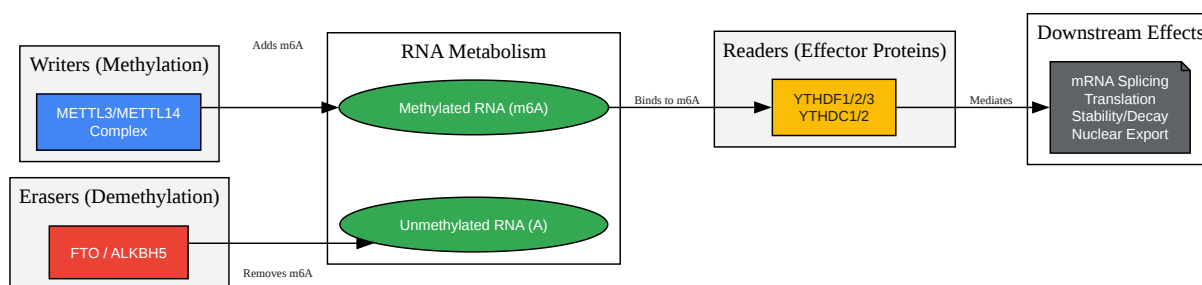 Writers (Methylation)
METTL3/METTL14
Complex
Adds m6A
Erasers (Demethylation)
FTO / ALKBH5
Removes m6A
RNA Metabolism
Methylated RNA (m6A)
Unmethylated RNA (A)
Binds to m6A
Readers (Effector Proteins)
YTHDF1/2/3
YTHDC1/2
Mediates
Downstream Effects
mRNA Splicing
Translation
Stability/Decay
Nuclear Export